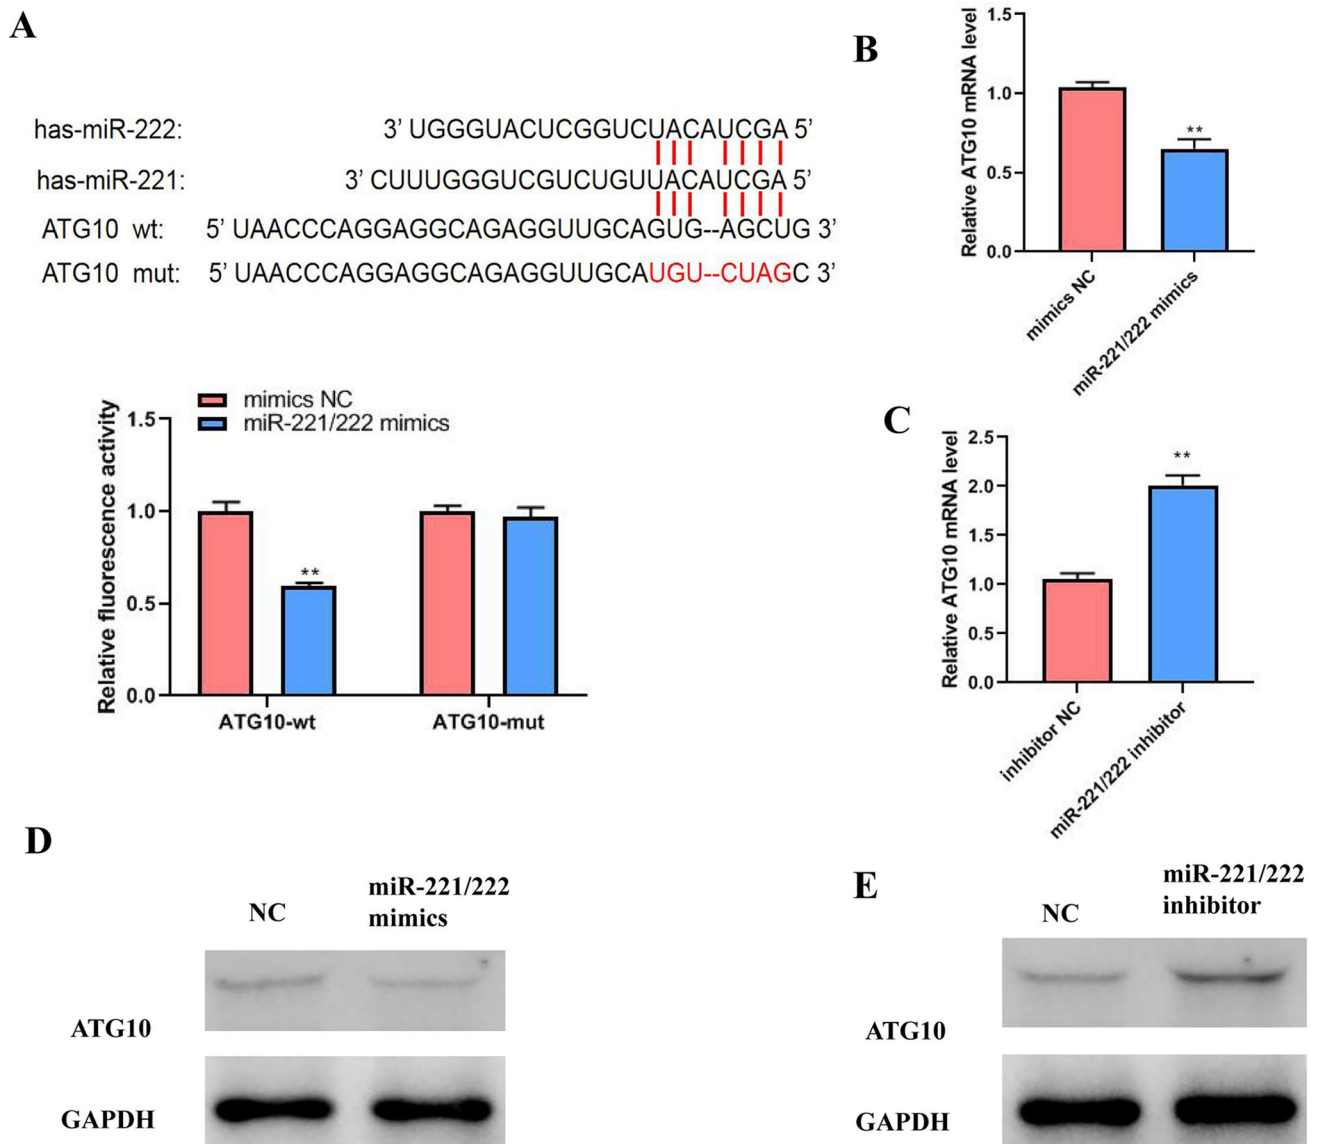 A
has-miR-222: 3' UGGGUACUCGGUCUACAUCGA 5'
has-miR-221: 3' CUUUGGGUCGUCUGUUACAUCGA 5'
ATG10 wt: 5' UAACCCAGGAGGCAGAGGUUGCAGUG--AGCUG 3'
ATG10 mut: 5' UAACCCAGGAGGCAGAGGUUGCAUGU--CUAGC 3'
mimics NC
miR-221/222 mimics
Relative fluorescence activity
1.5
1.0
0.5
0.0
**
ATG10-wt
ATG10-mut
B
Relative ATG10 mRNA level
1.5
1.0
0.5
0.0
**
mimics NC
miR-221/222 mimics
C
Relative ATG10 mRNA level
2.5
2.0
1.5
1.0
0.5
0.0
**
inhibitor NC
miR-221/222 inhibitor
D
NC
miR-221/222
mimics
ATG10
GAPDH
E
NC
miR-221/222
inhibitor
ATG10
GAPDH